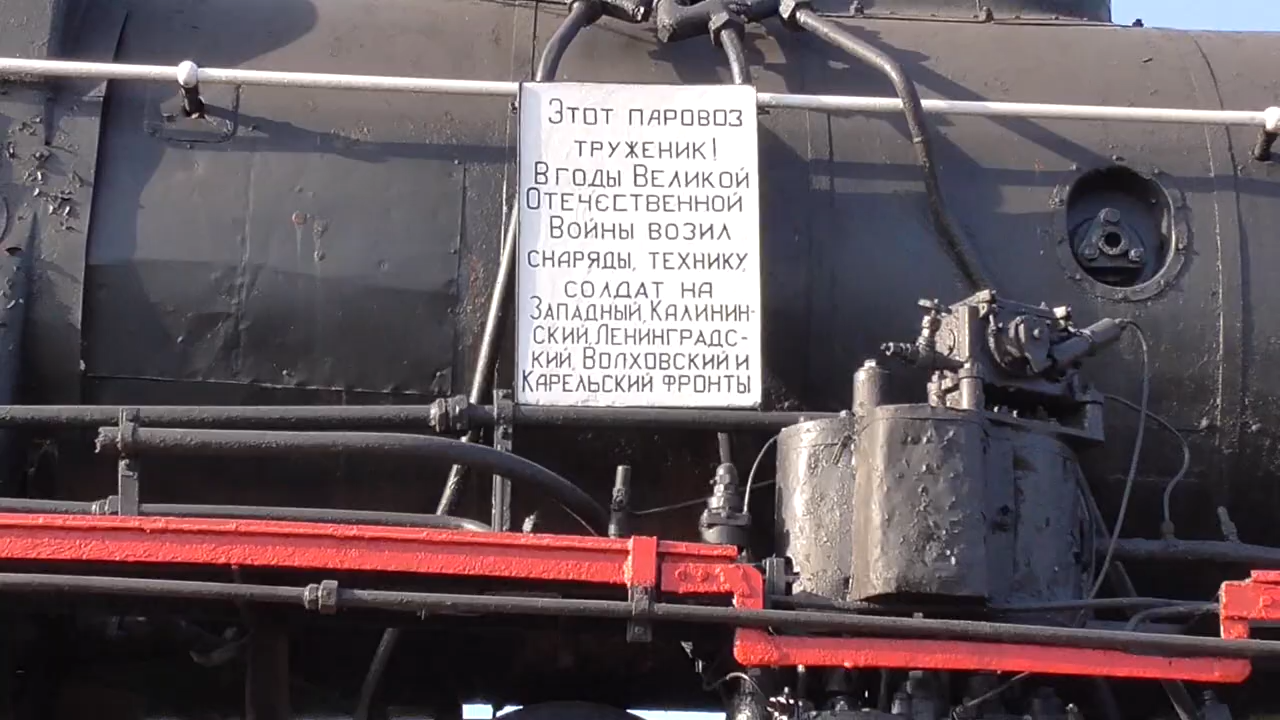 Этот паровоз
труженик!
В годы Великой
Отечественной
Войны возил
снаряды, технику,
солдат на
Западный, Калинин-
ский, Ленинградс-
кий, Волховский и
Карельский фронты